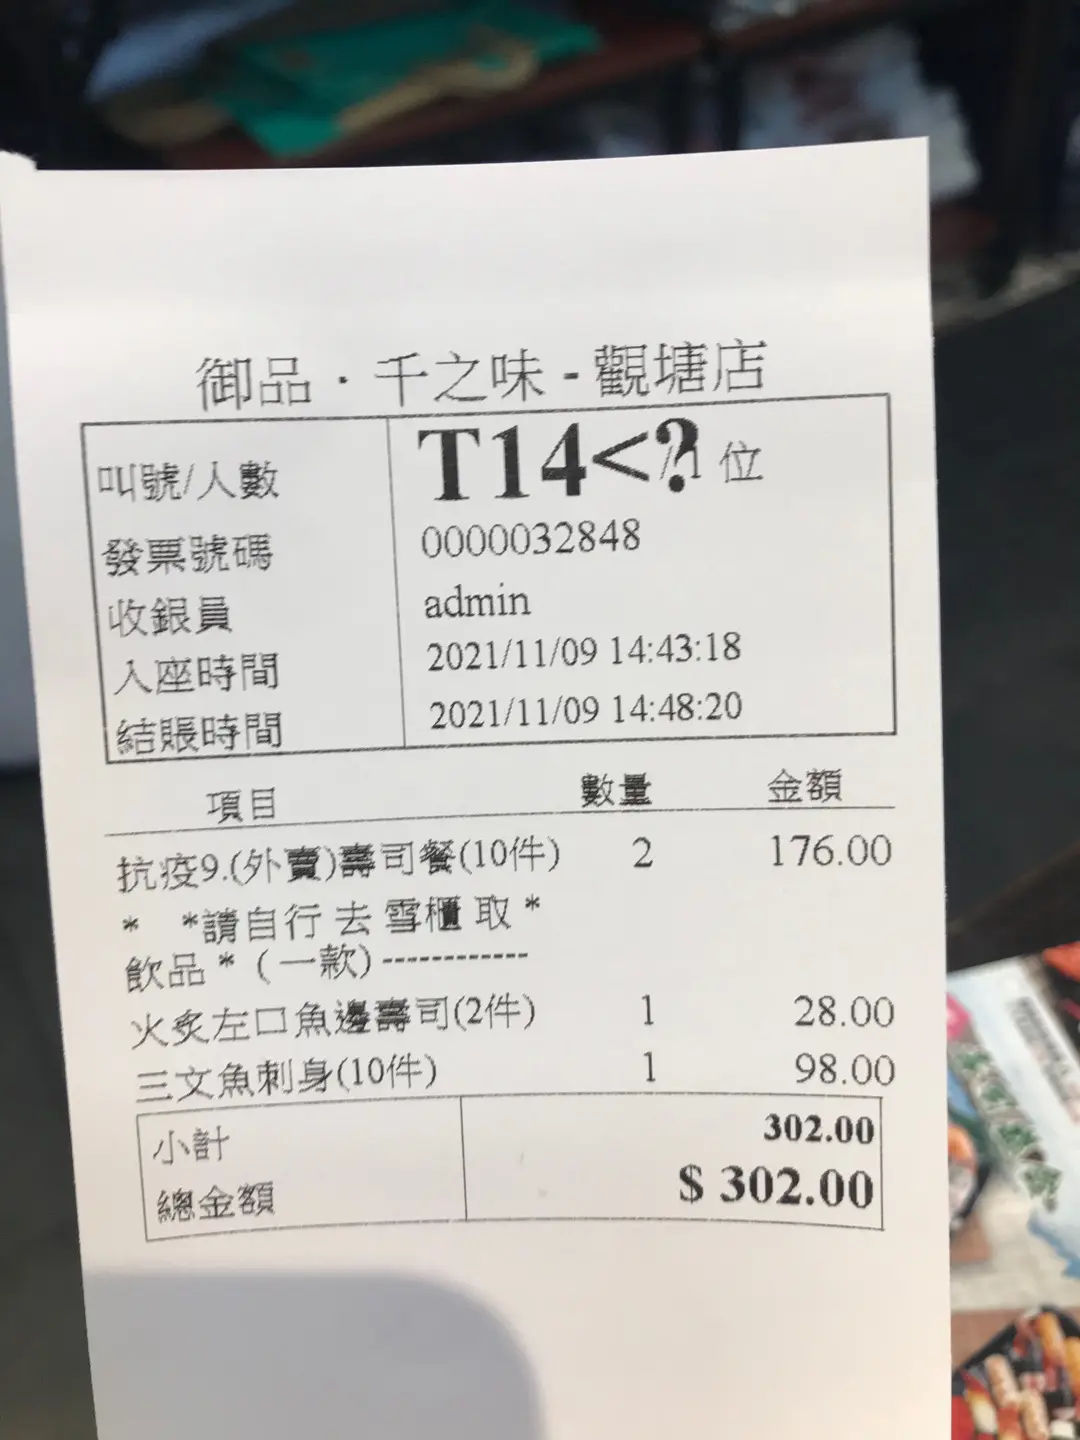 御品・千之味 - 觀塘店
叫號/人數 T14<?1 位
發票號碼 0000032848
收銀員 admin
入座時間 2021/11/09 14:43:18
結賬時間 2021/11/09 14:48:20
項目 數量 金額
抗疫9.(外賣)壽司餐(10件) 2 176.00
* *請自行 去 雪櫃 取 *
飲品 * (一款) ------------
火炙左口魚邊壽司(2件) 1 28.00
三文魚刺身(10件) 1 98.00
小計 302.00
總金額 $ 302.00